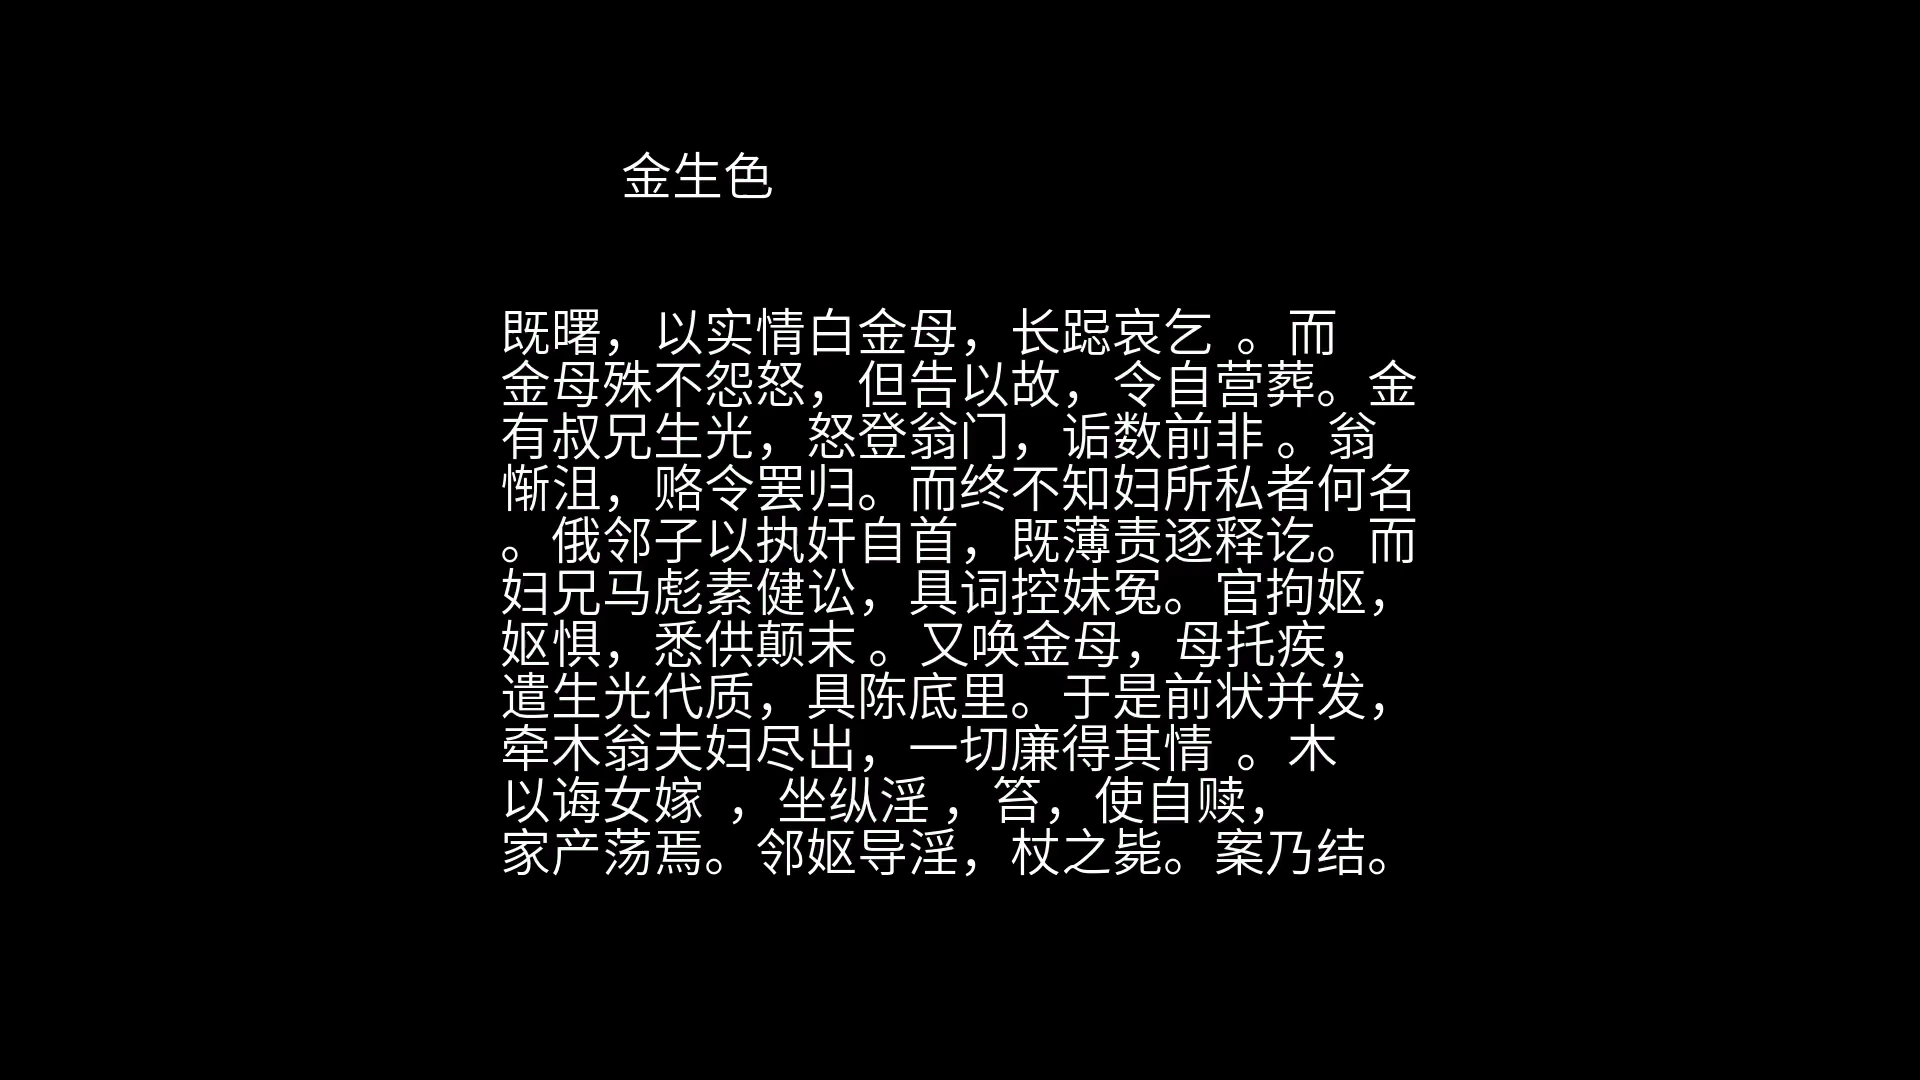 金生色
既曙，以实情白金母，长跽哀乞 。而
金母殊不怨怒，但告以故，令自营葬。金
有叔兄生光，怒登翁门，诟数前非 。翁
惭沮，赂令罢归。而终不知妇所私者何名
。俄邻子以执奸自首，既薄责逐释讫。而
妇兄马彪素健讼，具词控妹冤。官拘妪，
妪惧，悉供颠末 。又唤金母，母托疾，
遣生光代质，具陈底里。于是前状并发，
牵木翁夫妇尽出，一切廉得其情 。木
以诲女嫁 ，坐纵淫 ，笞，使自赎，
家产荡焉。邻妪导淫，杖之毙。案乃结。